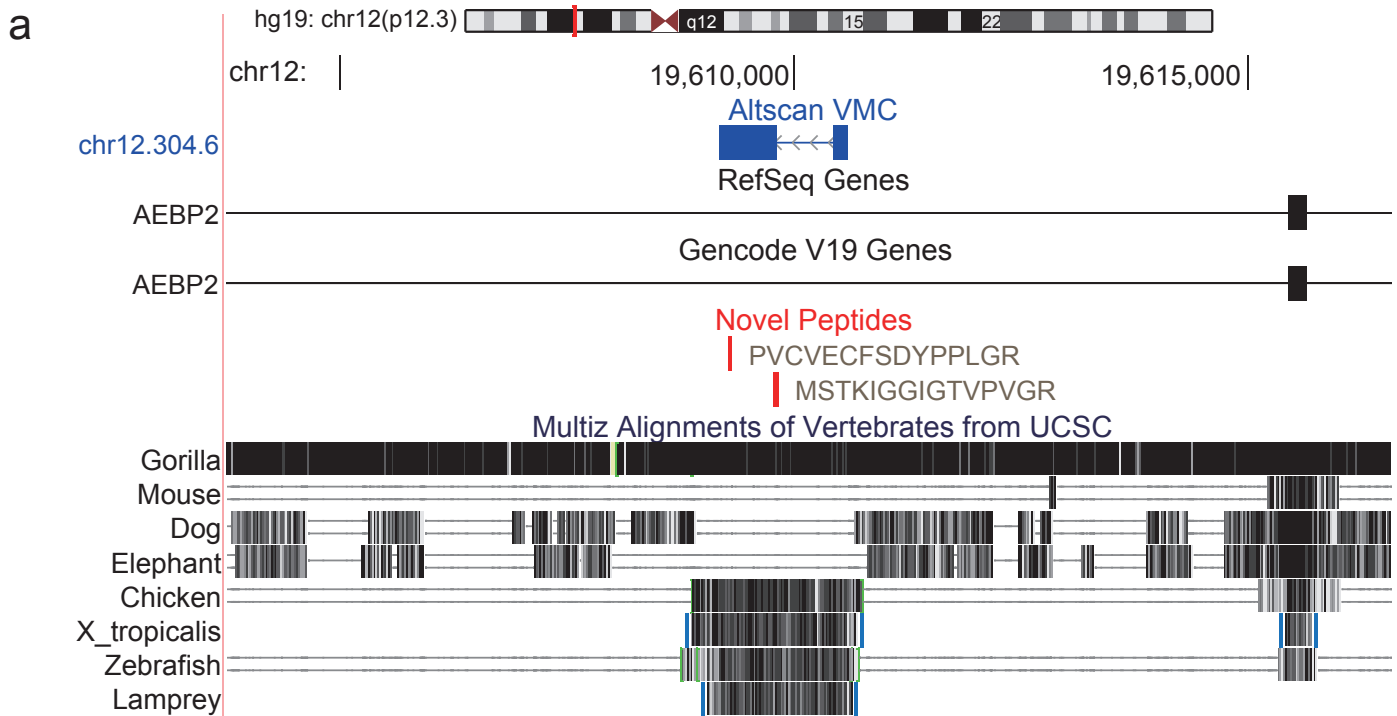 a
hg19: chr12(p12.3)
q12
15
22
chr12:
19,610,000
19,615,000
Altscan VMC
chr12.304.6
RefSeq Genes
AEBP2
Gencode V19 Genes
AEBP2
Novel Peptides
PVCVECFSDYPPLGR
MSTKIGGIGTVPVGR
Multiz Alignments of Vertebrates from UCSC
Gorilla
Mouse
Dog
Elephant
Chicken
X_tropicalis
Zebrafish
Lamprey